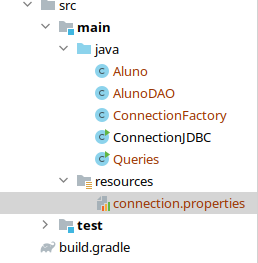 src
main
java
Aluno
AlunoDAO
ConnectionFactory
ConnectionJDBC
Queries
resources
connection.properties
test
build.gradle